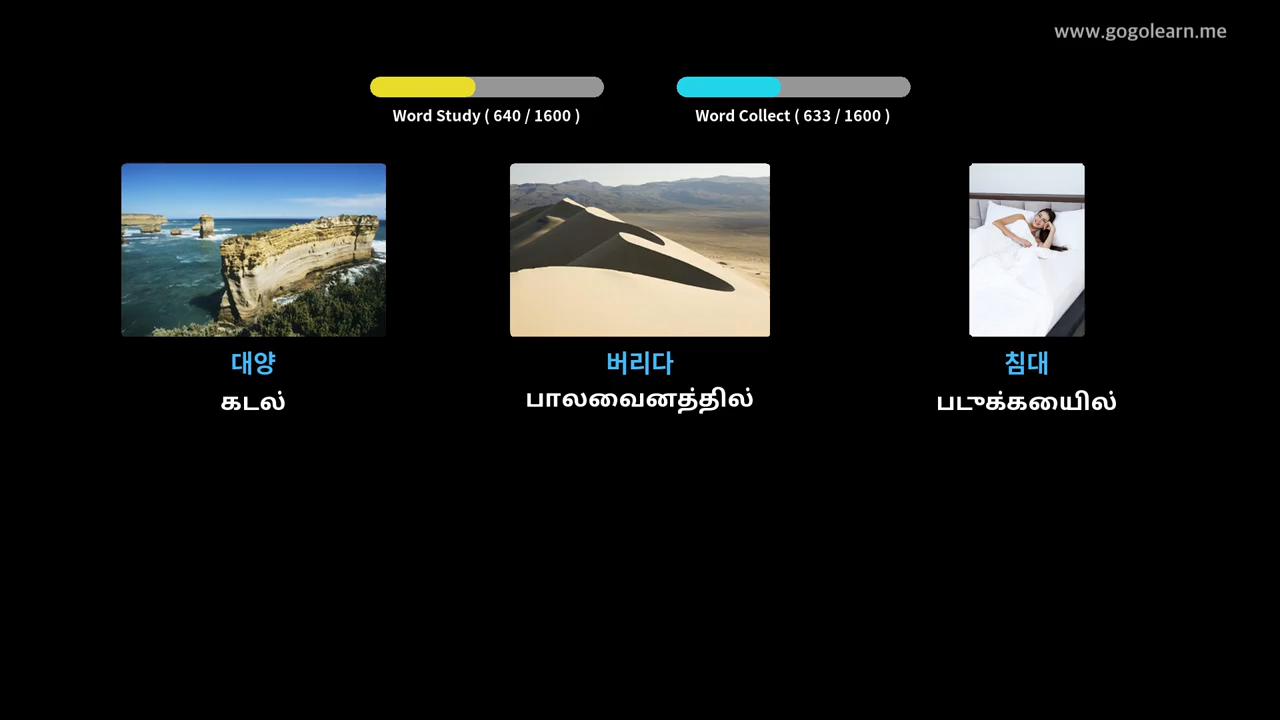 www.gogolearn.me
Word Study ( 640 / 1600 )
Word Collect ( 633 / 1600 )
대양
버리다
침대
கடல்
பாலைவனத்தில்
படுக்கையில்